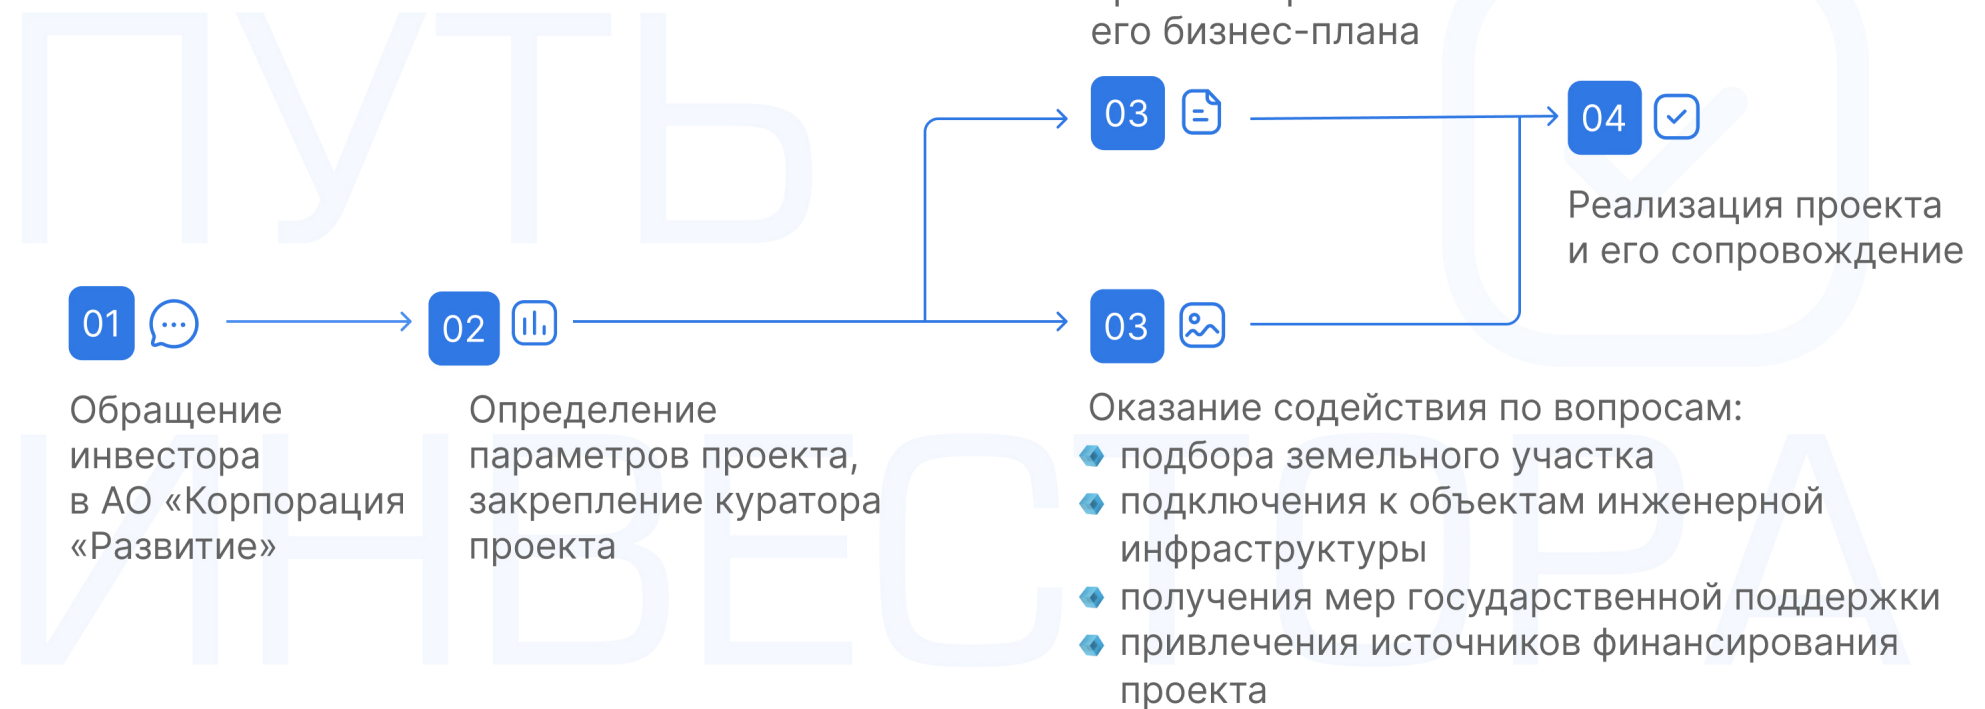 ПУТЬ
ИНВЕСТОРА
его бизнес-плана
03
04
Реализация проекта
и его сопровождение
01
02
03
Обращение
инвестора
в АО «Корпорация
«Развитие»
Определение
параметров проекта,
закрепление куратора
проекта
Оказание содействия по вопросам:
подбора земельного участка
подключения к объектам инженерной
инфраструктуры
получения мер государственной поддержки
привлечения источников финансирования
проекта